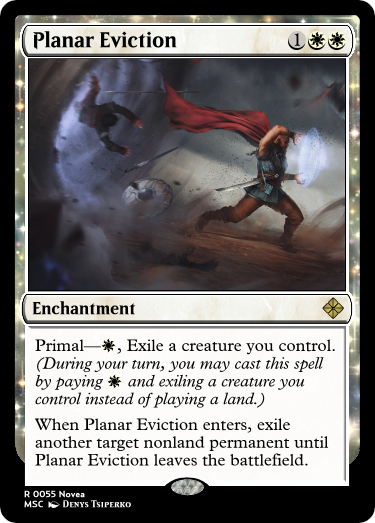 Planar Eviction 1
Enchantment
Primal—, Exile a creature you control.
(During your turn, you may cast this spell
by paying and exiling a creature you
control instead of playing a land.)
When Planar Eviction enters, exile
another target nonland permanent until
Planar Eviction leaves the battlefield.
R 0055 Novea
MSC Denys Tsiperko